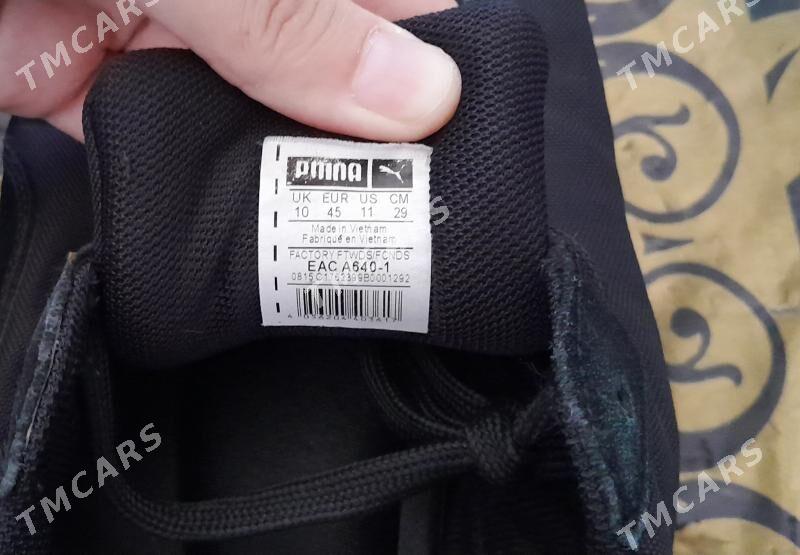 TMCARS
TMCARS
PUMA
UK EUR US CM
10 45 11 29
Made in Vietnam
Fabriqué en Vietnam
FACTORY FTWDS/FCNDS
EAC A640-1
TMCARS
TMCARS
TMCARS